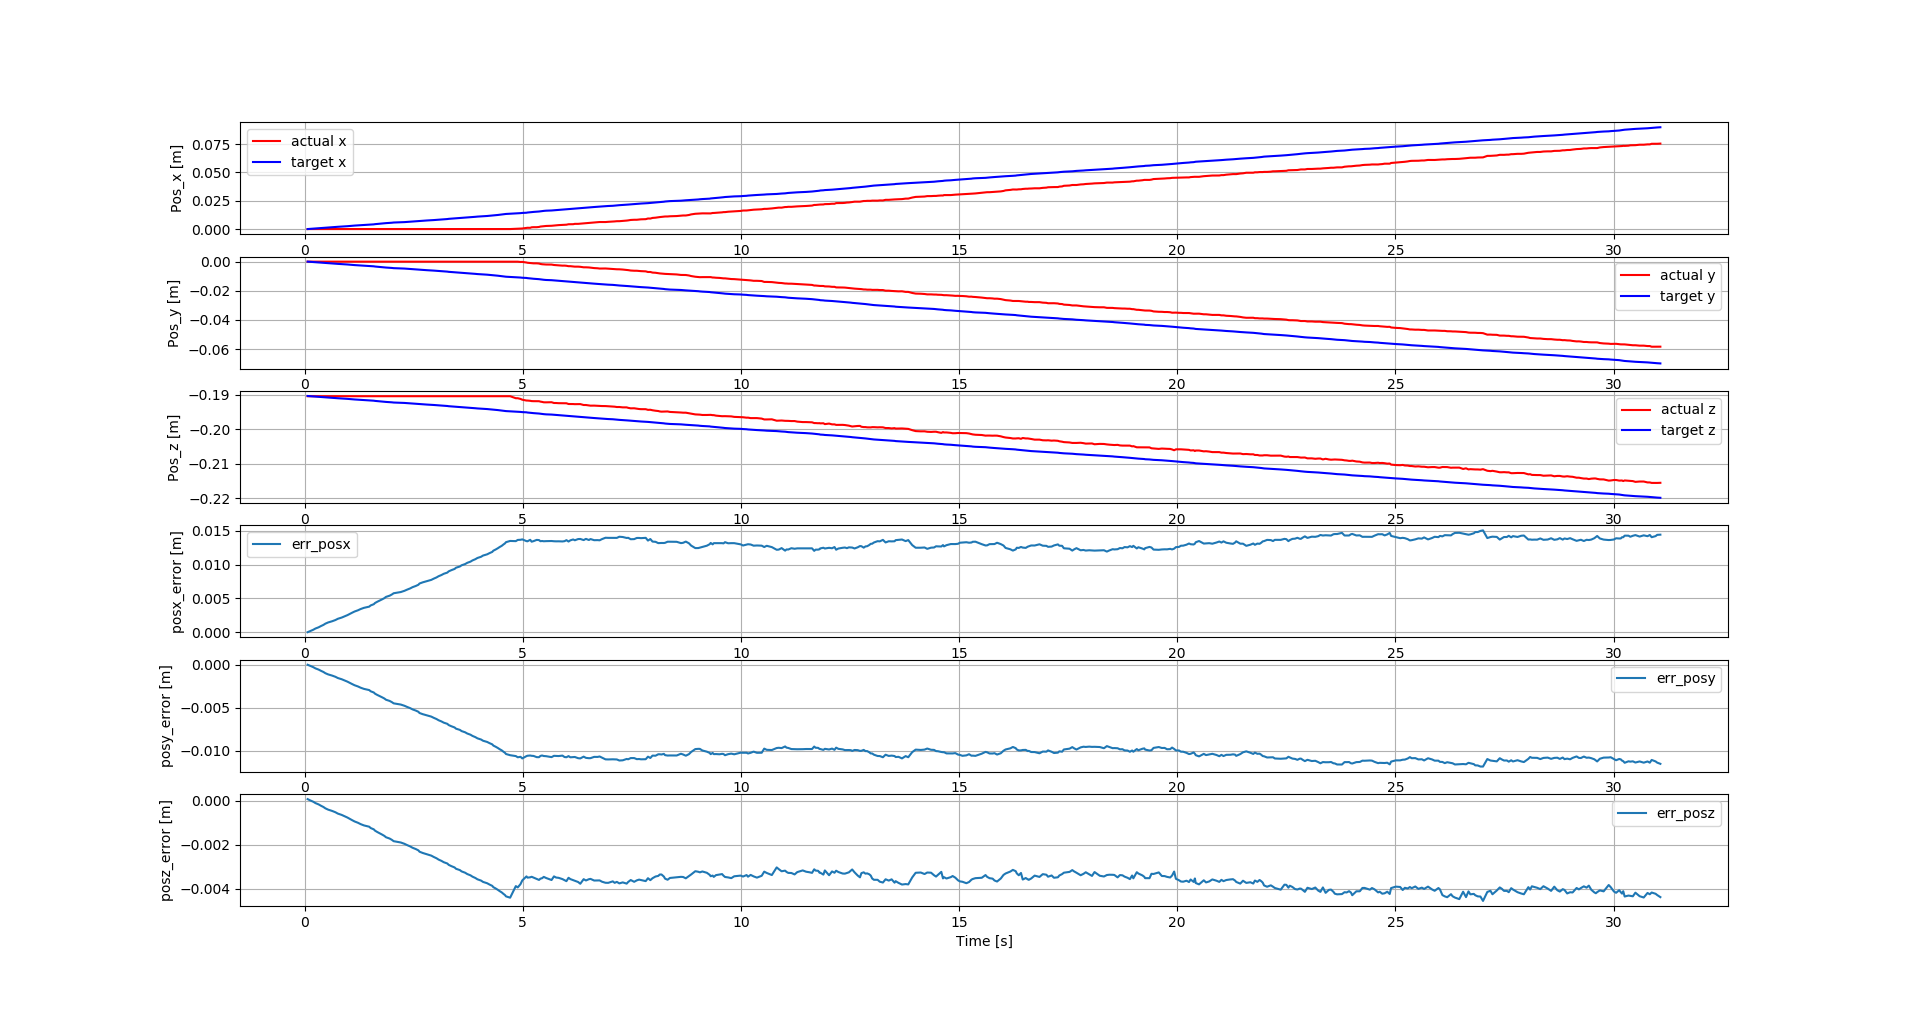 actual x
target x
0.075
0.050
0.025
0.000
Pos_x [m]
0 5 10 15 20 25 30
actual y
target y
0.00
−0.02
−0.04
−0.06
Pos_y [m]
0 5 10 15 20 25 30
actual z
target z
−0.19
−0.20
−0.21
−0.22
Pos_z [m]
0 5 10 15 20 25 30
err_posx
0.015
0.010
0.005
0.000
posx_error [m]
0 5 10 15 20 25 30
err_posy
0.000
−0.005
−0.010
posy_error [m]
0 5 10 15 20 25 30
err_posz
0.000
−0.002
−0.004
posz_error [m]
0 5 10 15 20 25 30
Time [s]